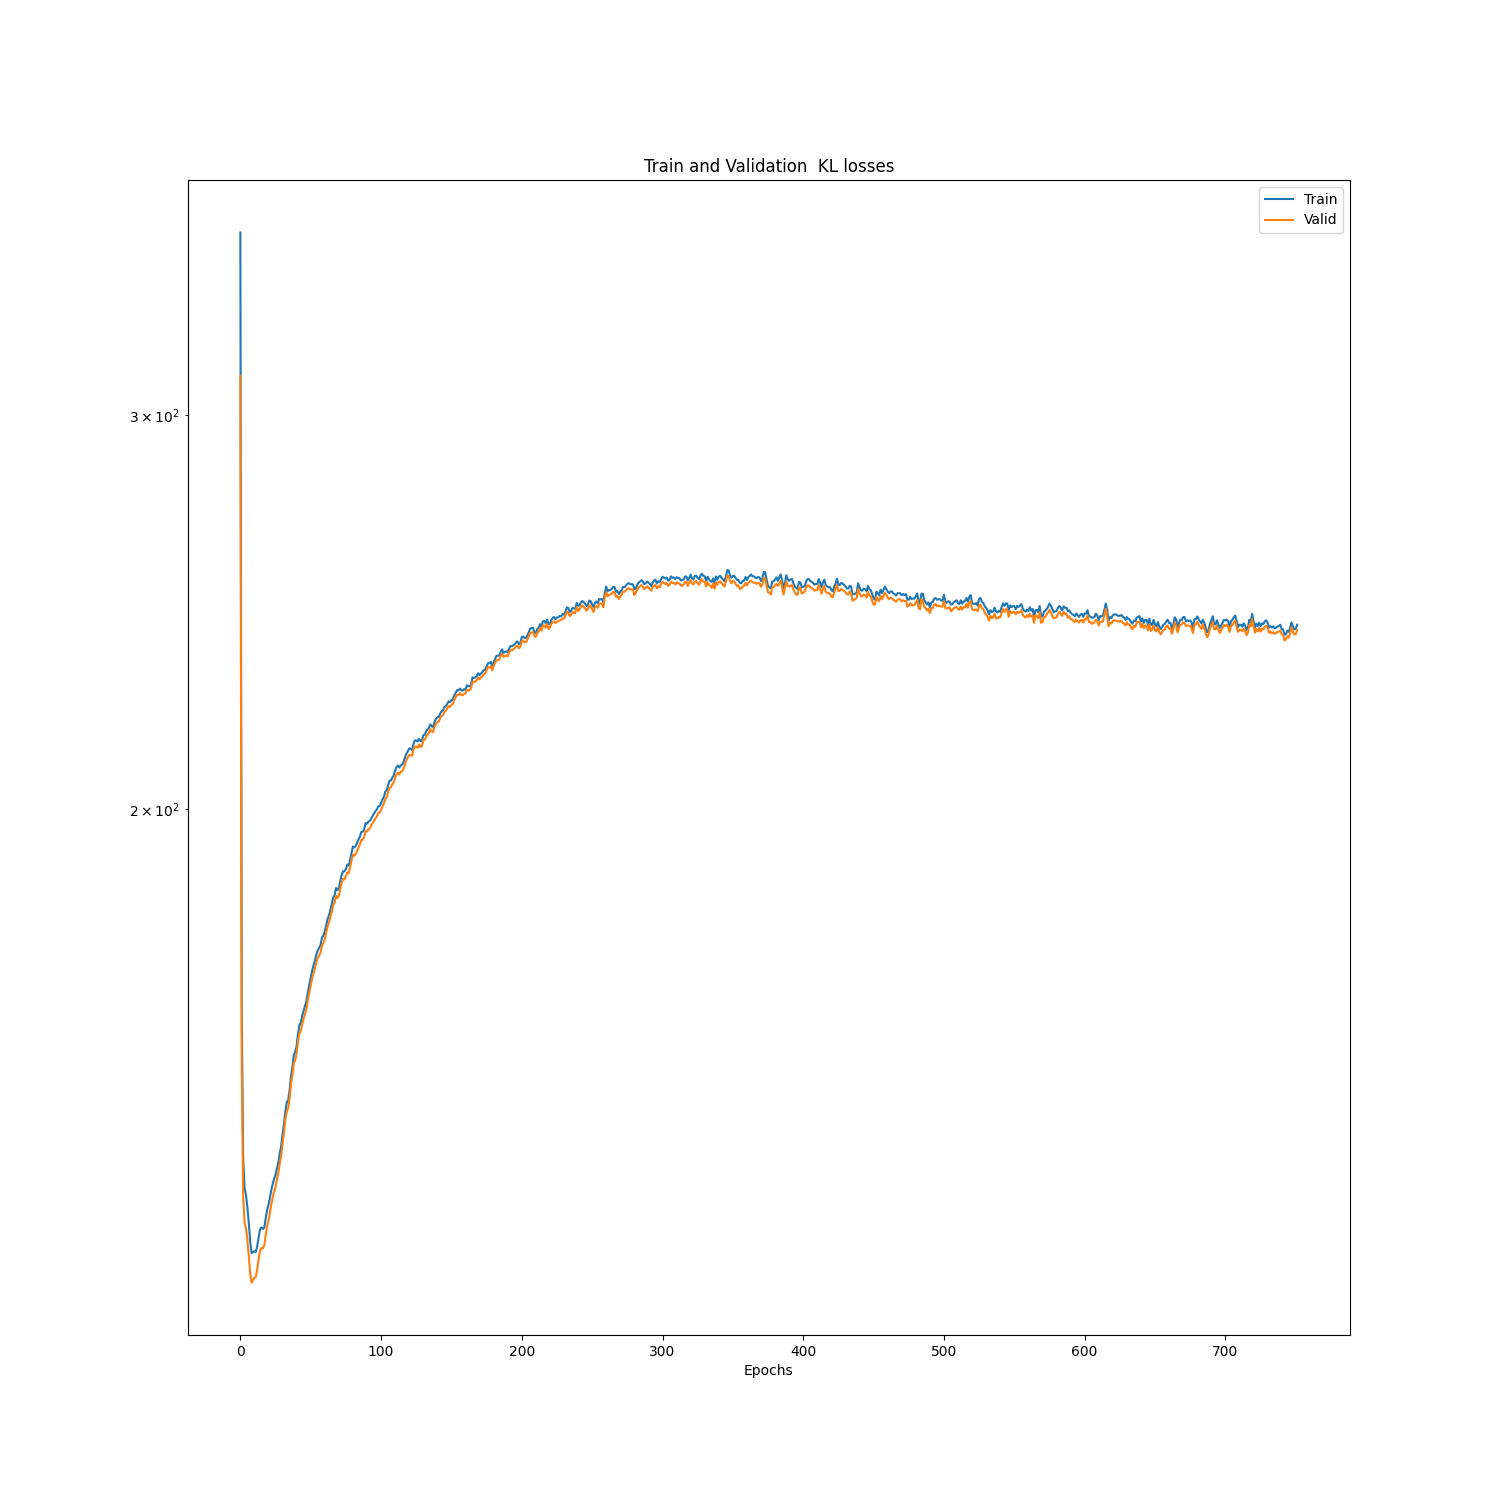 Train and Validation  KL losses
Train
Valid
3 × 10²
2 × 10²
0 100 200 300 400 500 600 700
Epochs